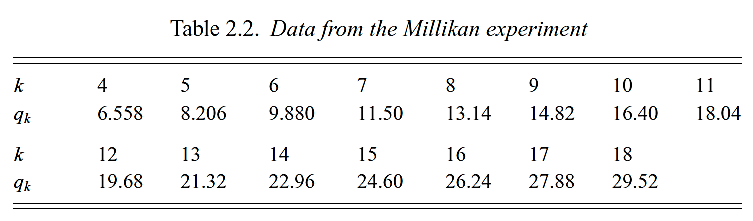 Table 2.2. Data from the Millikan experiment
k 4 5 6 7 8 9 10 11
qk 6.558 8.206 9.880 11.50 13.14 14.82 16.40 18.04
k 12 13 14 15 16 17 18
qk 19.68 21.32 22.96 24.60 26.24 27.88 29.52